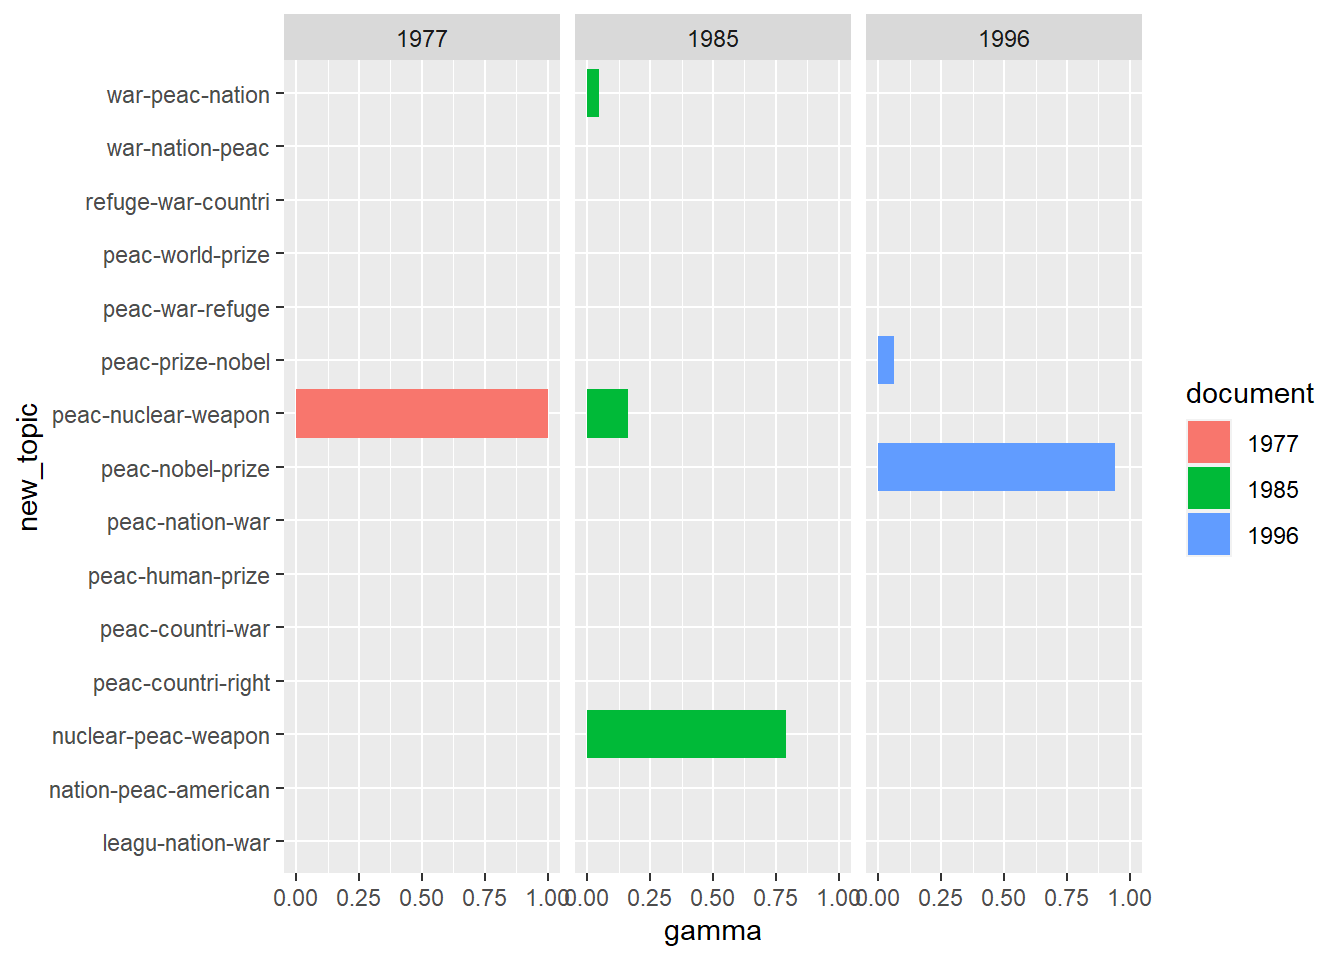 1977 1985 1996
war-peac-nation
war-nation-peac
refuge-war-countri
peac-world-prize
peac-war-refuge
peac-prize-nobel
peac-nuclear-weapon
peac-nobel-prize
peac-nation-war
peac-human-prize
peac-countri-war
peac-countri-right
nuclear-peac-weapon
nation-peac-american
leagu-nation-war
new_topic
0.00 0.25 0.50 0.75 1.00 0.00 0.25 0.50 0.75 1.00 0.00 0.25 0.50 0.75 1.00
gamma
document
1977
1985
1996